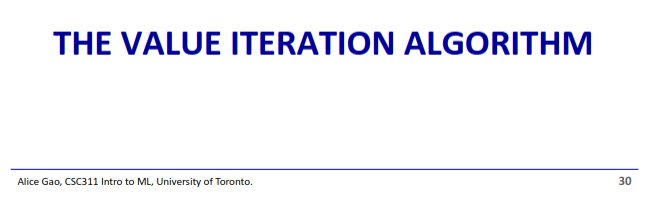 THE VALUE ITERATION ALGORITHM
Alice Gao, CSC311 Intro to ML, University of Toronto.
30